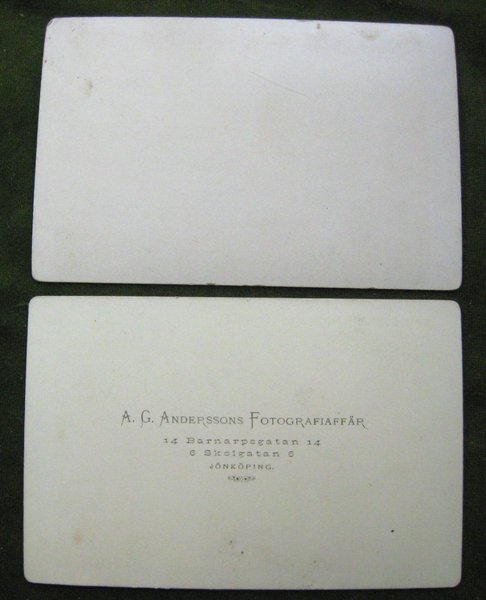 A. G. Anderssons Fotografiaffär
14 Barnarpsgatan 14
6 Skolgatan 6
JÖNKÖPING.